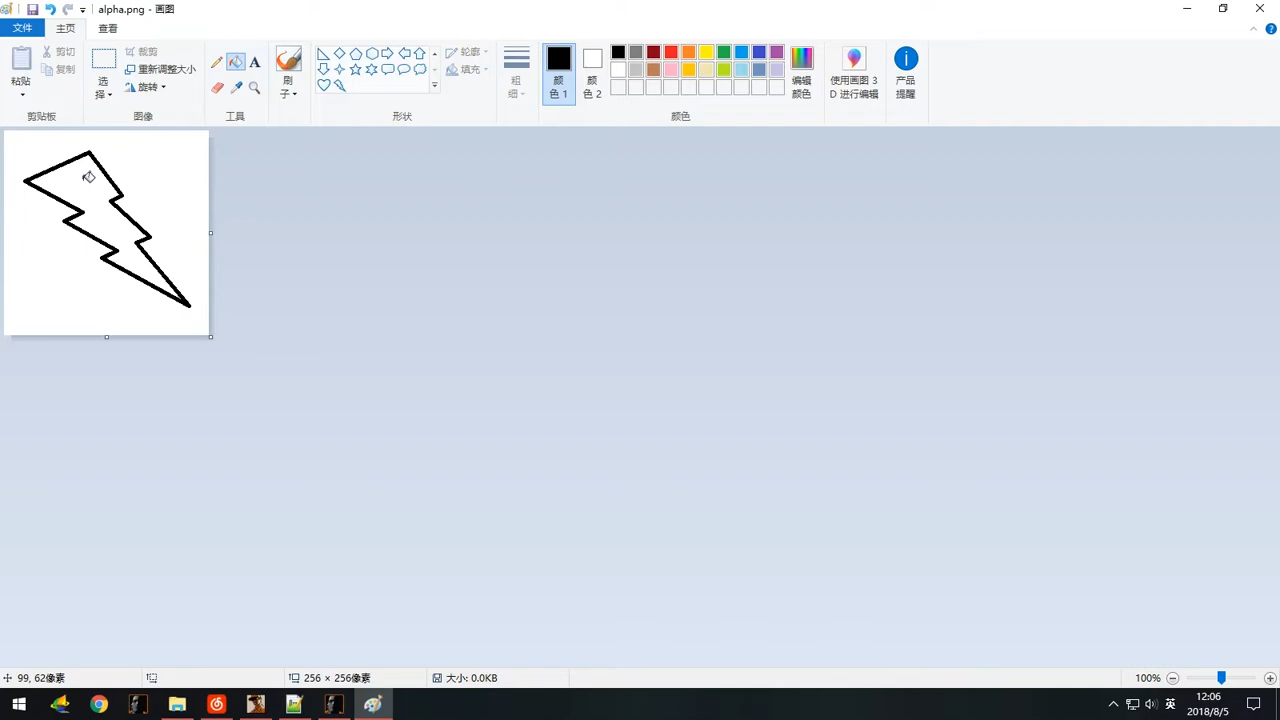 alpha.png - 画图
文件 主页 查看
粘贴
剪切
复制
剪贴板
选择
裁剪
重新调整大小
旋转
图像
A
工具
刷子
轮廓
填充
形状
粗细
颜色 1
颜色 2
颜色
编辑颜色
使用画图 3D 进行编辑
产品提醒
99, 62像素
256 × 256像素
大小: 0.0KB
100%
英
12:06
2018/8/5